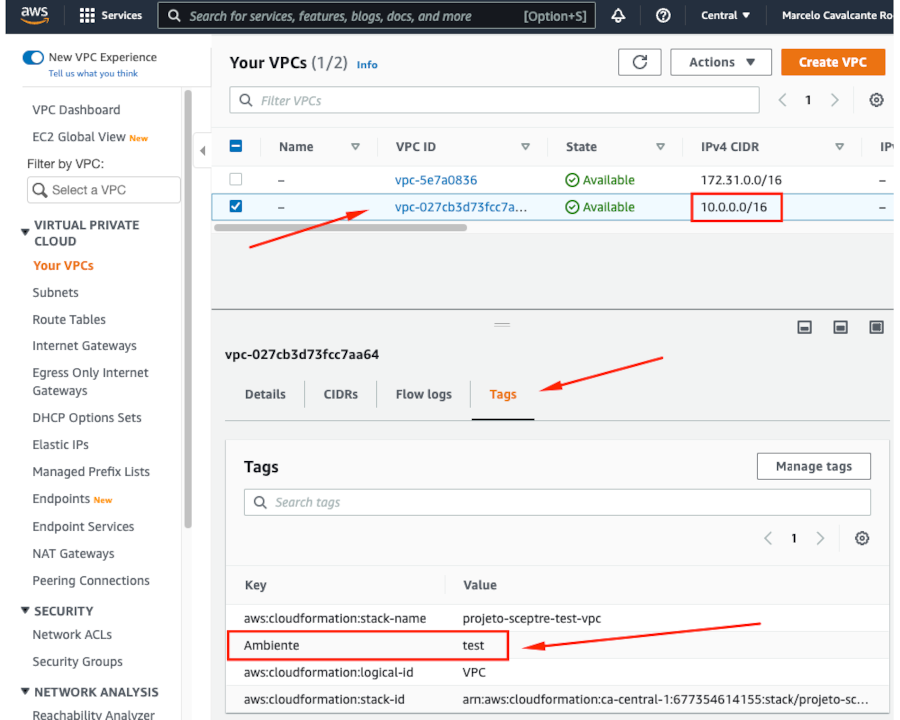 aws Services Search for services, features, blogs, docs, and more [Option+S] Central ▼ Marcelo Cavalcante Ro
New VPC Experience
Tell us what you think
VPC Dashboard
EC2 Global View New
Filter by VPC:
Select a VPC
VIRTUAL PRIVATE
CLOUD
Your VPCs
Subnets
Route Tables
Internet Gateways
Egress Only Internet
Gateways
DHCP Options Sets
Elastic IPs
Managed Prefix Lists
Endpoints New
Endpoint Services
NAT Gateways
Peering Connections
SECURITY
Network ACLs
Security Groups
NETWORK ANALYSIS
Reachability Analyzer
Your VPCs (1/2) Info
Actions ▼
Create VPC
Filter VPCs
1
Name VPC ID State IPv4 CIDR IP
– vpc-5e7a0836 Available 172.31.0.0/16 –
– vpc-027cb3d73fcc7a... Available 10.0.0.0/16 –
vpc-027cb3d73fcc7aa64
Details CIDRs Flow logs Tags
Tags
Manage tags
Search tags
1
Key Value
aws:cloudformation:stack-name projeto-sceptre-test-vpc
Ambiente test
aws:cloudformation:logical-id VPC
aws:cloudformation:stack-id arn:aws:cloudformation:ca-central-1:677354614155:stack/projeto-sc...